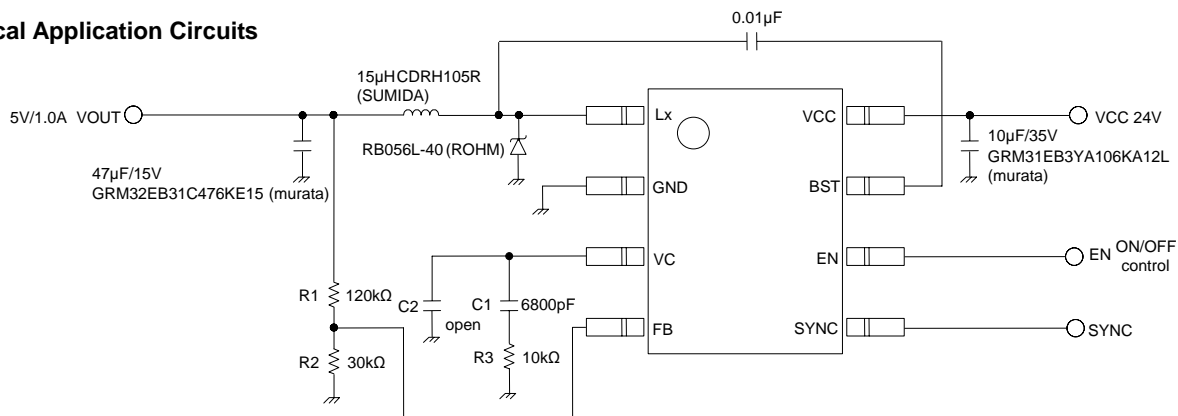 cal Application Circuits
0.01µF
15µHCDRH105R
(SUMIDA)
5V/1.0A VOUT
Lx
VCC
VCC 24V
RB056L-40 (ROHM)
10µF/35V
GRM31EB3YA106KA12L
(murata)
47µF/15V
GRM32EB31C476KE15 (murata)
GND
BST
VC
EN
EN ON/OFF
control
R1 120kΩ
C2
open
C1 6800pF
FB
SYNC
SYNC
R2 30kΩ
R3 10kΩ